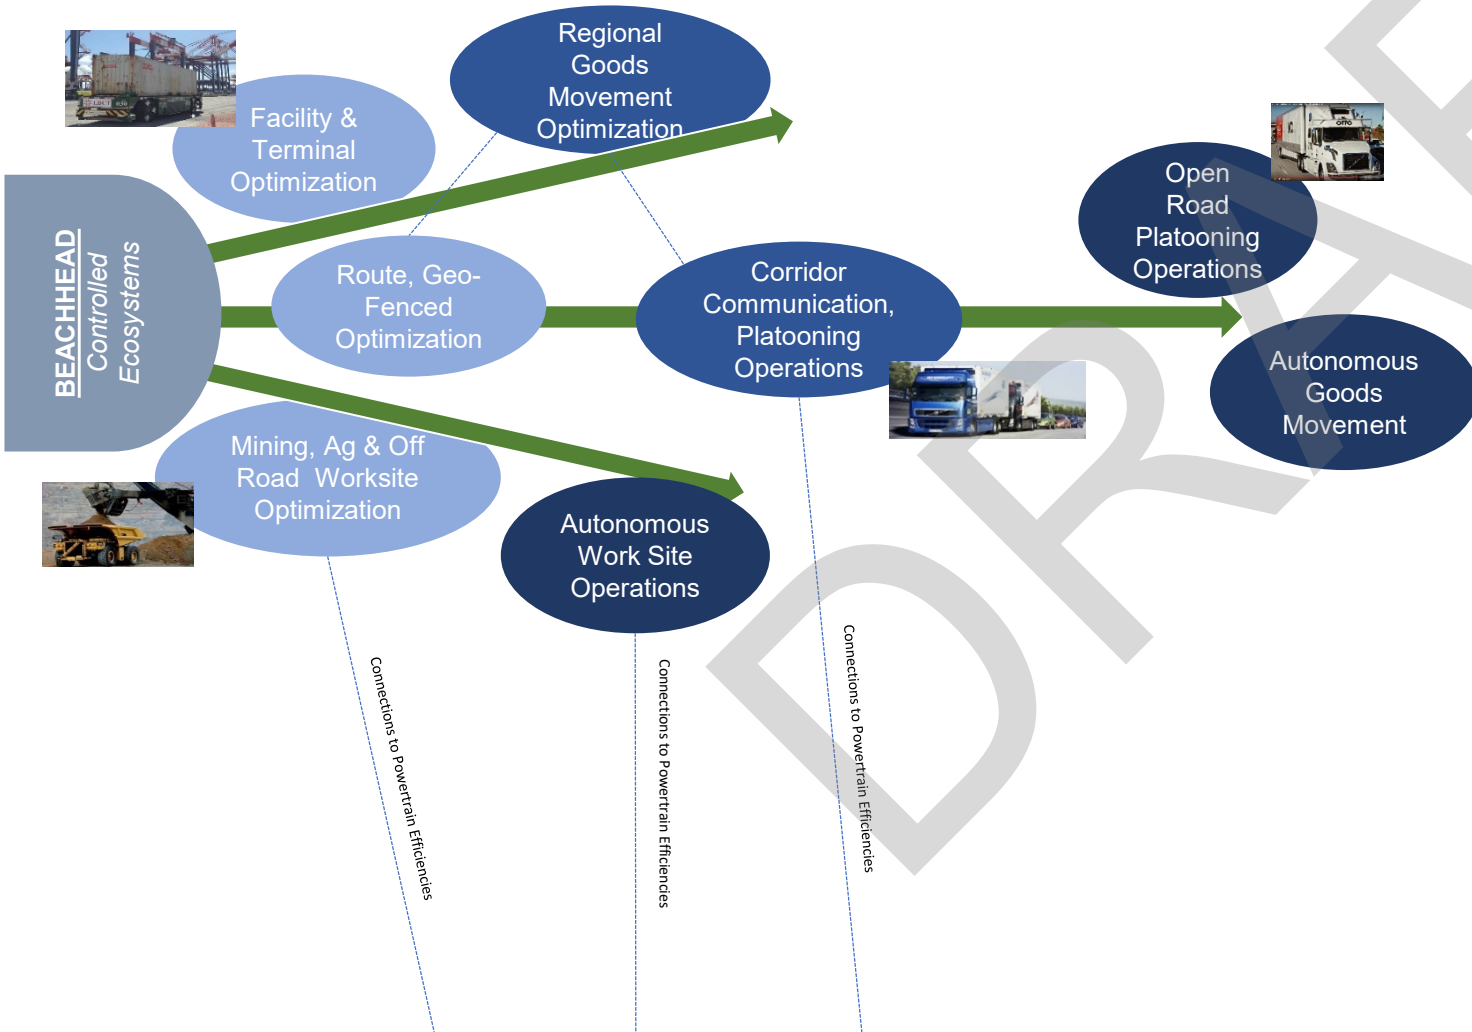 BEACHHEAD
Controlled
Ecosystems
Facility &
Terminal
Optimization
Regional
Goods
Movement
Optimization
Route, Geo-
Fenced
Optimization
Corridor
Communication,
Platooning
Operations
Open
Road
Platooning
Operations
OTTO
Autonomous
Goods
Movement
Mining, Ag & Off
Road Worksite
Optimization
Autonomous
Work Site
Operations
Connections to Powertrain Efficiencies
Connections to Powertrain Efficiencies
Connections to Powertrain Efficiencies